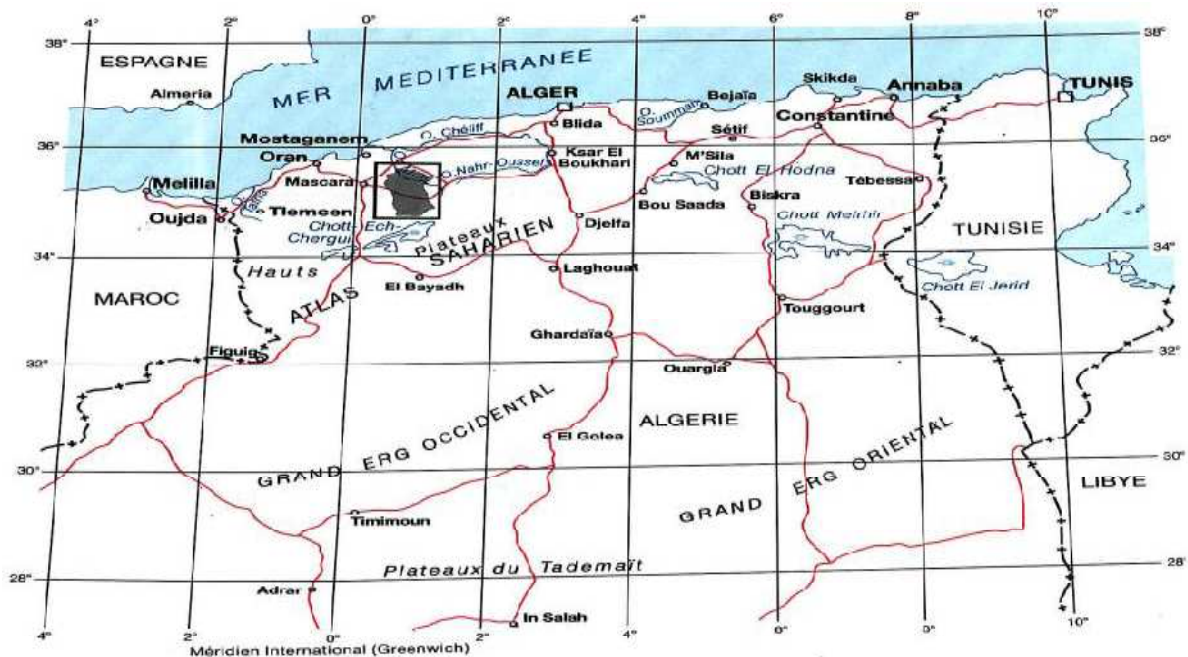 4° 2° 0° 2° 4° 6° 8° 10°
38° 38°
ESPAGNE
Almeria
MER MEDITERRANEE
ALGER
Blida
Bejaïa
Skikda
Annaba
TUNIS
O. Soummam
Constantine
Sétif
Mostaganem
O. Chéliff
36° 36°
Oran
Ksar El
Boukhari
O. Nahr-Oussel
M'Sila
Chott El Hodna
Melilla
Mascara
Tébessa
Biskra
Bou Saada
Oujda
Tlemcen
Chott-Ech-
Chergui
Djelfa
Chott Melrhir
TUNISIE
Plateaux
SAHARIEN
34° 34°
Hauts
Laghouat
El Bayadh
Chott El Jerid
MAROC
ATLAS
Touggourt
Ghardaïa
Figuig
32° 32°
Ouargla
ALGERIE
El Golea
GRAND ERG OCCIDENTAL
GRAND ERG ORIENTAL
30° 30°
LIBYE
Timimoun
28° 28°
Plateaux du Tademaït
Adrar
In Salah
4° 2° 0° 2° 4° 6° 8° 10°
Méridien International (Greenwich)